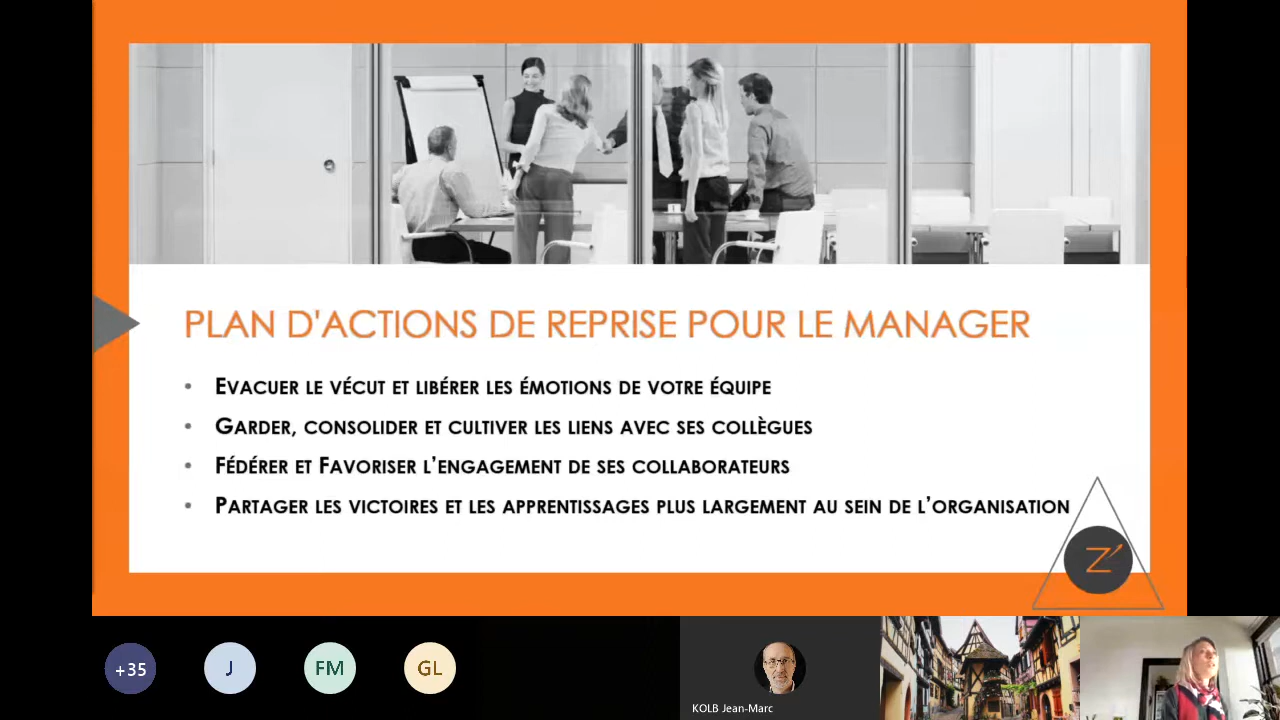 PLAN D'ACTIONS DE REPRISE POUR LE MANAGER
• EVACUER LE VÉCUT ET LIBÉRER LES ÉMOTIONS DE VOTRE ÉQUIPE
• GARDER, CONSOLIDER ET CULTIVER LES LIENS AVEC SES COLLÈGUES
• FÉDÉRER ET FAVORISER L’ENGAGEMENT DE SES COLLABORATEURS
• PARTAGER LES VICTOIRES ET LES APPRENTISSAGES PLUS LARGEMENT AU SEIN DE L’ORGANISATION
Z
+35
J
FM
GL
KOLB Jean-Marc